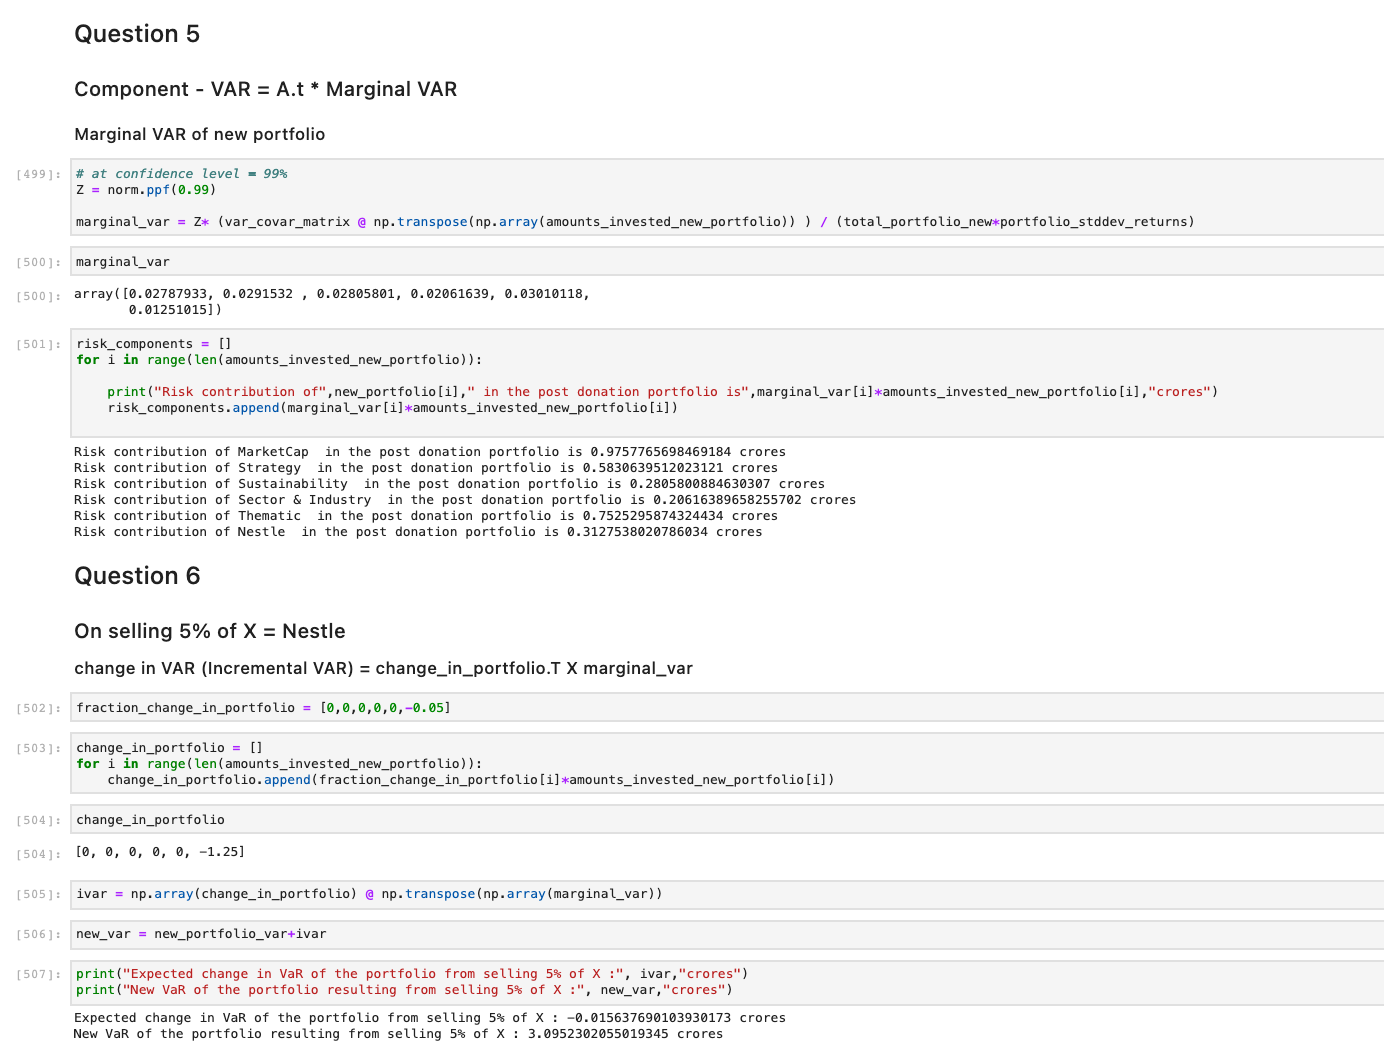 Question 5
Component - VAR = A.t * Marginal VAR
Marginal VAR of new portfolio
[499]:
# at confidence level = 99%
Z = norm.ppf(0.99)
marginal_var = Z* (var_covar_matrix @ np.transpose(np.array(amounts_invested_new_portfolio)) ) / (total_portfolio_new*portfolio_stddev_returns)
[500]:
marginal_var
[500]:
array([0.02787933, 0.0291532 , 0.02805801, 0.02061639, 0.03010118,
0.01251015])
[501]:
risk_components = []
for i in range(len(amounts_invested_new_portfolio)):
print("Risk contribution of",new_portfolio[i]," in the post donation portfolio is",marginal_var[i]*amounts_invested_new_portfolio[i],"crores")
risk_components.append(marginal_var[i]*amounts_invested_new_portfolio[i])
Risk contribution of MarketCap  in the post donation portfolio is 0.9757765698469184 crores
Risk contribution of Strategy  in the post donation portfolio is 0.5830639512023121 crores
Risk contribution of Sustainability  in the post donation portfolio is 0.2805800884630307 crores
Risk contribution of Sector & Industry  in the post donation portfolio is 0.20616389658255702 crores
Risk contribution of Thematic  in the post donation portfolio is 0.7525295874324434 crores
Risk contribution of Nestle  in the post donation portfolio is 0.3127538020786034 crores
Question 6
On selling 5% of X = Nestle
change in VAR (Incremental VAR) = change_in_portfolio.T X marginal_var
[502]:
fraction_change_in_portfolio = [0,0,0,0,0,-0.05]
[503]:
change_in_portfolio = []
for i in range(len(amounts_invested_new_portfolio)):
change_in_portfolio.append(fraction_change_in_portfolio[i]*amounts_invested_new_portfolio[i])
[504]:
change_in_portfolio
[504]:
[0, 0, 0, 0, 0, -1.25]
[505]:
ivar = np.array(change_in_portfolio) @ np.transpose(np.array(marginal_var))
[506]:
new_var = new_portfolio_var+ivar
[507]:
print("Expected change in VaR of the portfolio from selling 5% of X :", ivar,"crores")
print("New VaR of the portfolio resulting from selling 5% of X :", new_var,"crores")
Expected change in VaR of the portfolio from selling 5% of X : -0.015637690103930173 crores
New VaR of the portfolio resulting from selling 5% of X : 3.0952302055019345 crores